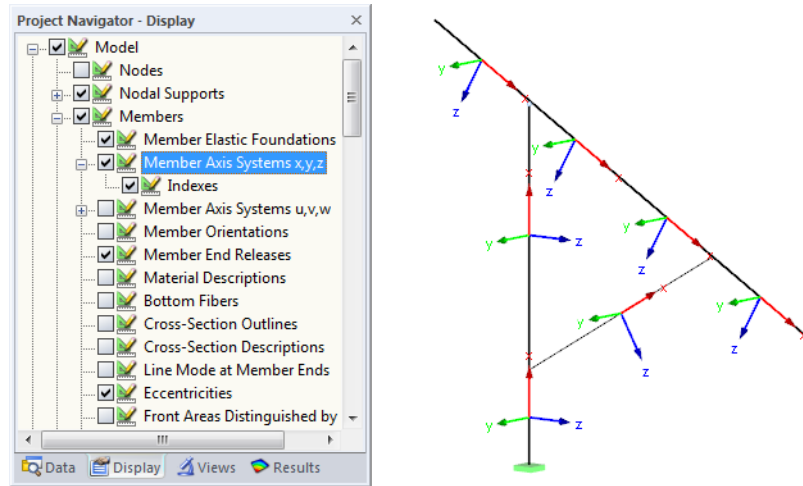 Project Navigator - Display
Model
Nodes
Nodal Supports
Members
Member Elastic Foundations
Member Axis Systems x,y,z
Indexes
Member Axis Systems u,v,w
Member Orientations
Member End Releases
Material Descriptions
Bottom Fibers
Cross-Section Outlines
Cross-Section Descriptions
Line Mode at Member Ends
Eccentricities
Front Areas Distinguished by
Data Display Views Results
y
x
z
y
x
x
z
y
x
y
z
z
y
x
y
z
x
x
z
y
z